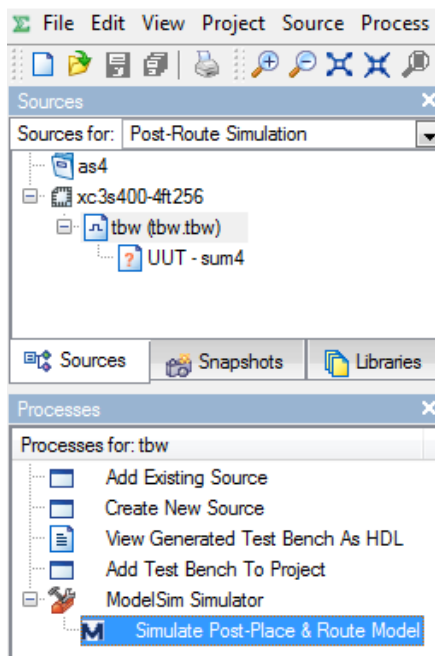 File Edit View Project Source Process
Sources
Sources for: Post-Route Simulation
as4
xc3s400-4ft256
tbw (tbw.tbw)
UUT - sum4
Sources Snapshots Libraries
Processes
Processes for: tbw
Add Existing Source
Create New Source
View Generated Test Bench As HDL
Add Test Bench To Project
ModelSim Simulator
Simulate Post-Place & Route Model